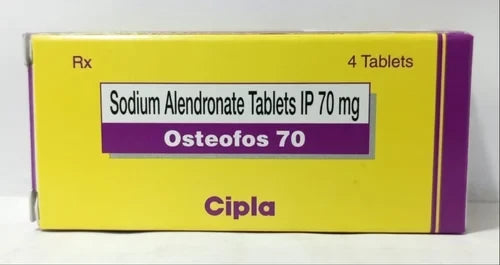 Rx
4 Tablets
Sodium Alendronate Tablets IP 70 mg
Osteofos 70
Cipla